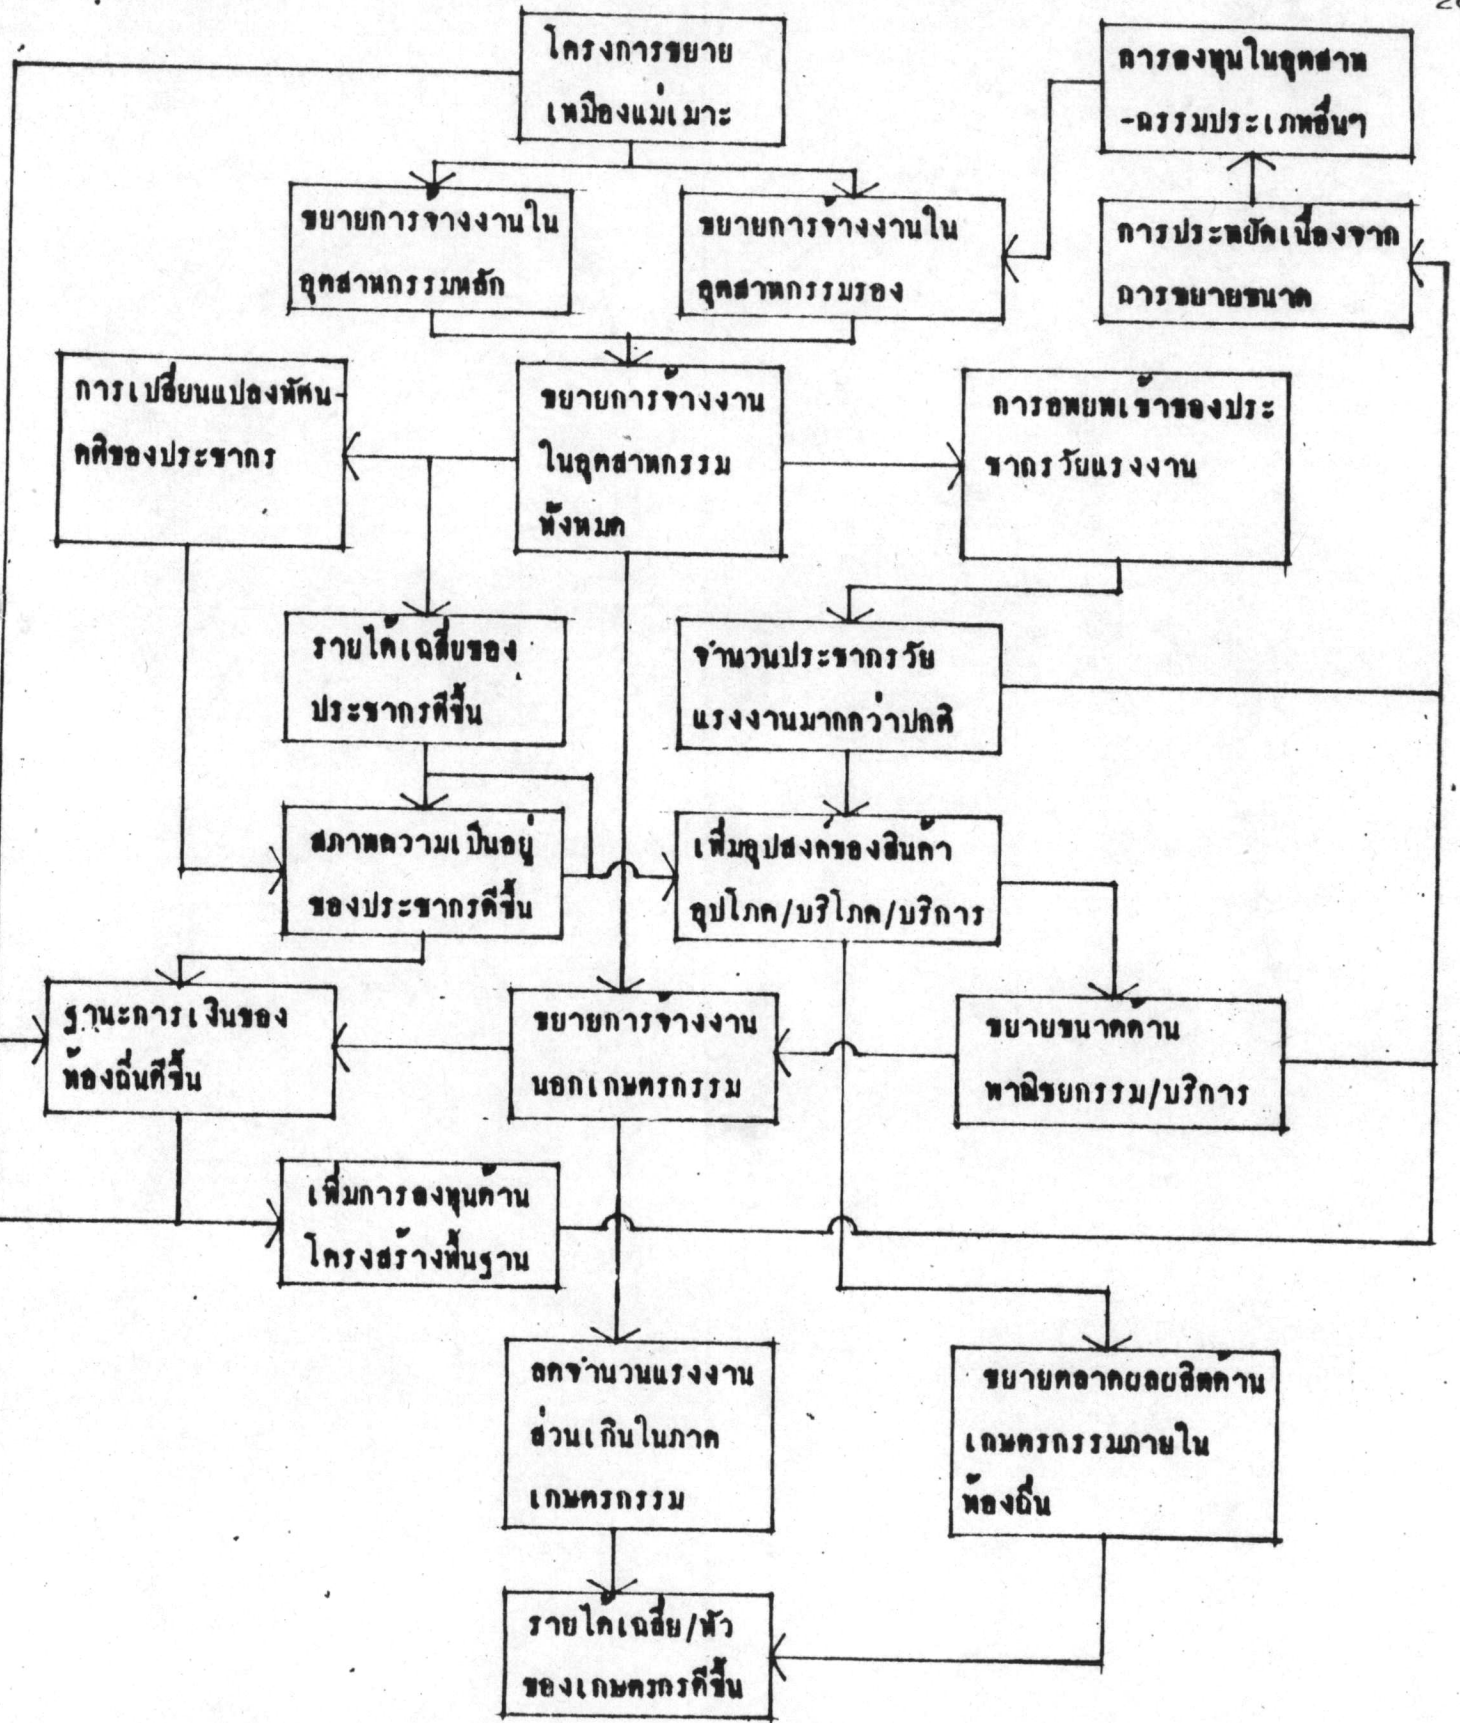 โครงการขยาย
เหมืองแม่เมาะ
การลงทุนในอุตสาห
-กรรมประเภทอื่นๆ
ขยายการจ้างงานใน
อุตสาหกรรมหลัก
ขยายการจ้างงานใน
อุตสาหกรรมรอง
การประหยัดเนื่องจาก
การขยายขนาด
การเปลี่ยนแปลงทัศน-
คติของประชากร
ขยายการจ้างงาน
ในอุตสาหกรรม
ทั้งหมด
การอพยพเข้าของประ
ชากรวัยแรงงาน
รายได้เฉลี่ยของ
ประชากรดีขึ้น
จำนวนประชากรวัย
แรงงานมากกว่าปกติ
สภาพความเป็นอยู่
ของประชากรดีขึ้น
เพิ่มอุปสงค์ของสินค้า
อุปโภค/บริโภค/บริการ
ฐานะการเงินของ
ท้องถิ่นดีขึ้น
ขยายการจ้างงาน
นอกเกษตรกรรม
ขยายขนาดด้าน
พาณิชยกรรม/บริการ
เพิ่มการลงทุนด้าน
โครงสร้างพื้นฐาน
ลดจำนวนแรงงาน
ส่วนเกินในภาค
เกษตรกรรม
ขยายตลาดผลผลิตด้าน
เกษตรกรรมภายใน
ท้องถิ่น
รายได้เฉลี่ย/หัว
ของเกษตรกรดีขึ้น